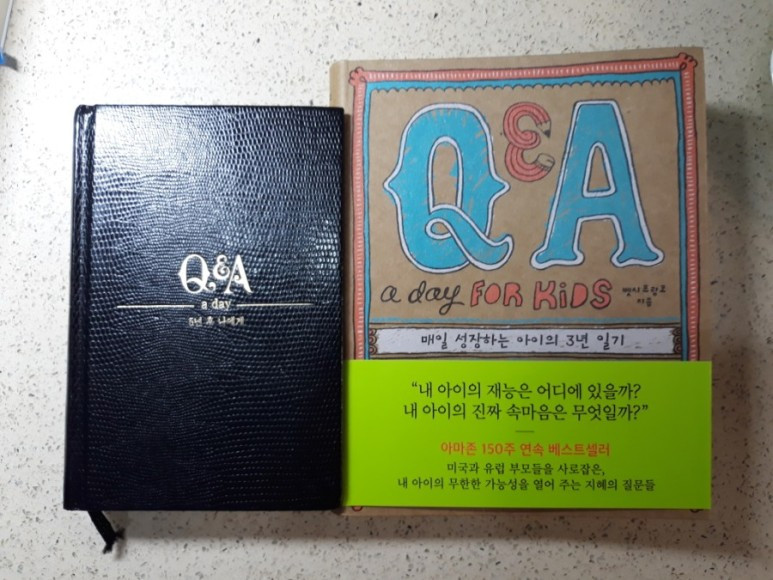 Q&A
a day
5년 후 나에게
Q&A
a day FOR KiDS
벳시 프랑코
지음
매일 성장하는 아이의 3년 일기
“내 아이의 재능은 어디에 있을까?
내 아이의 진짜 속마음은 무엇일까?”
아마존 150주 연속 베스트셀러
미국과 유럽 부모들을 사로잡은,
내 아이의 무한한 가능성을 열어 주는 지혜의 질문들